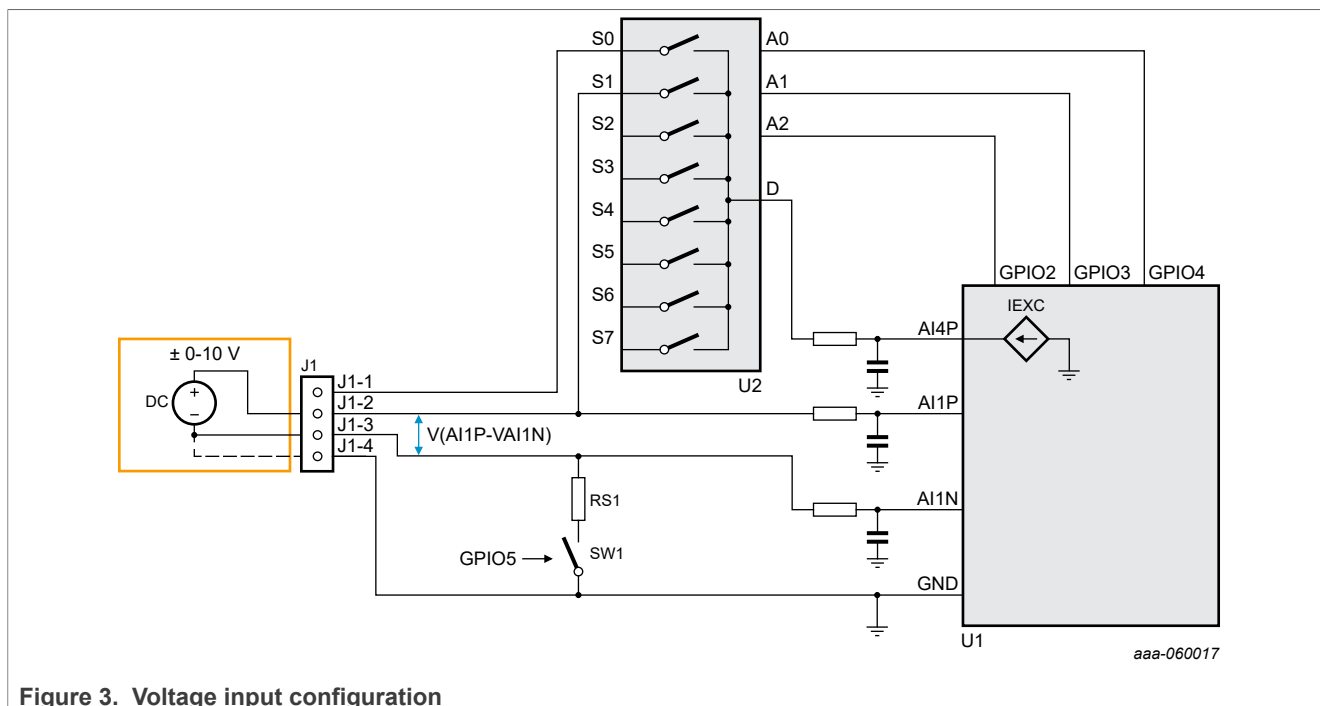 S0
A0
S1
A1
S2
A2
S3
D
S4
S5
GPIO2
GPIO3
GPIO4
S6
IEXC
S7
AI4P
± 0-10 V
J1
U2
+
DC
−
J1-1
J1-2
AI1P
J1-3
V(AI1P-VAI1N)
J1-4
RS1
AI1N
GPIO5
SW1
GND
U1
aaa-060017
Figure 3. Voltage input configuration